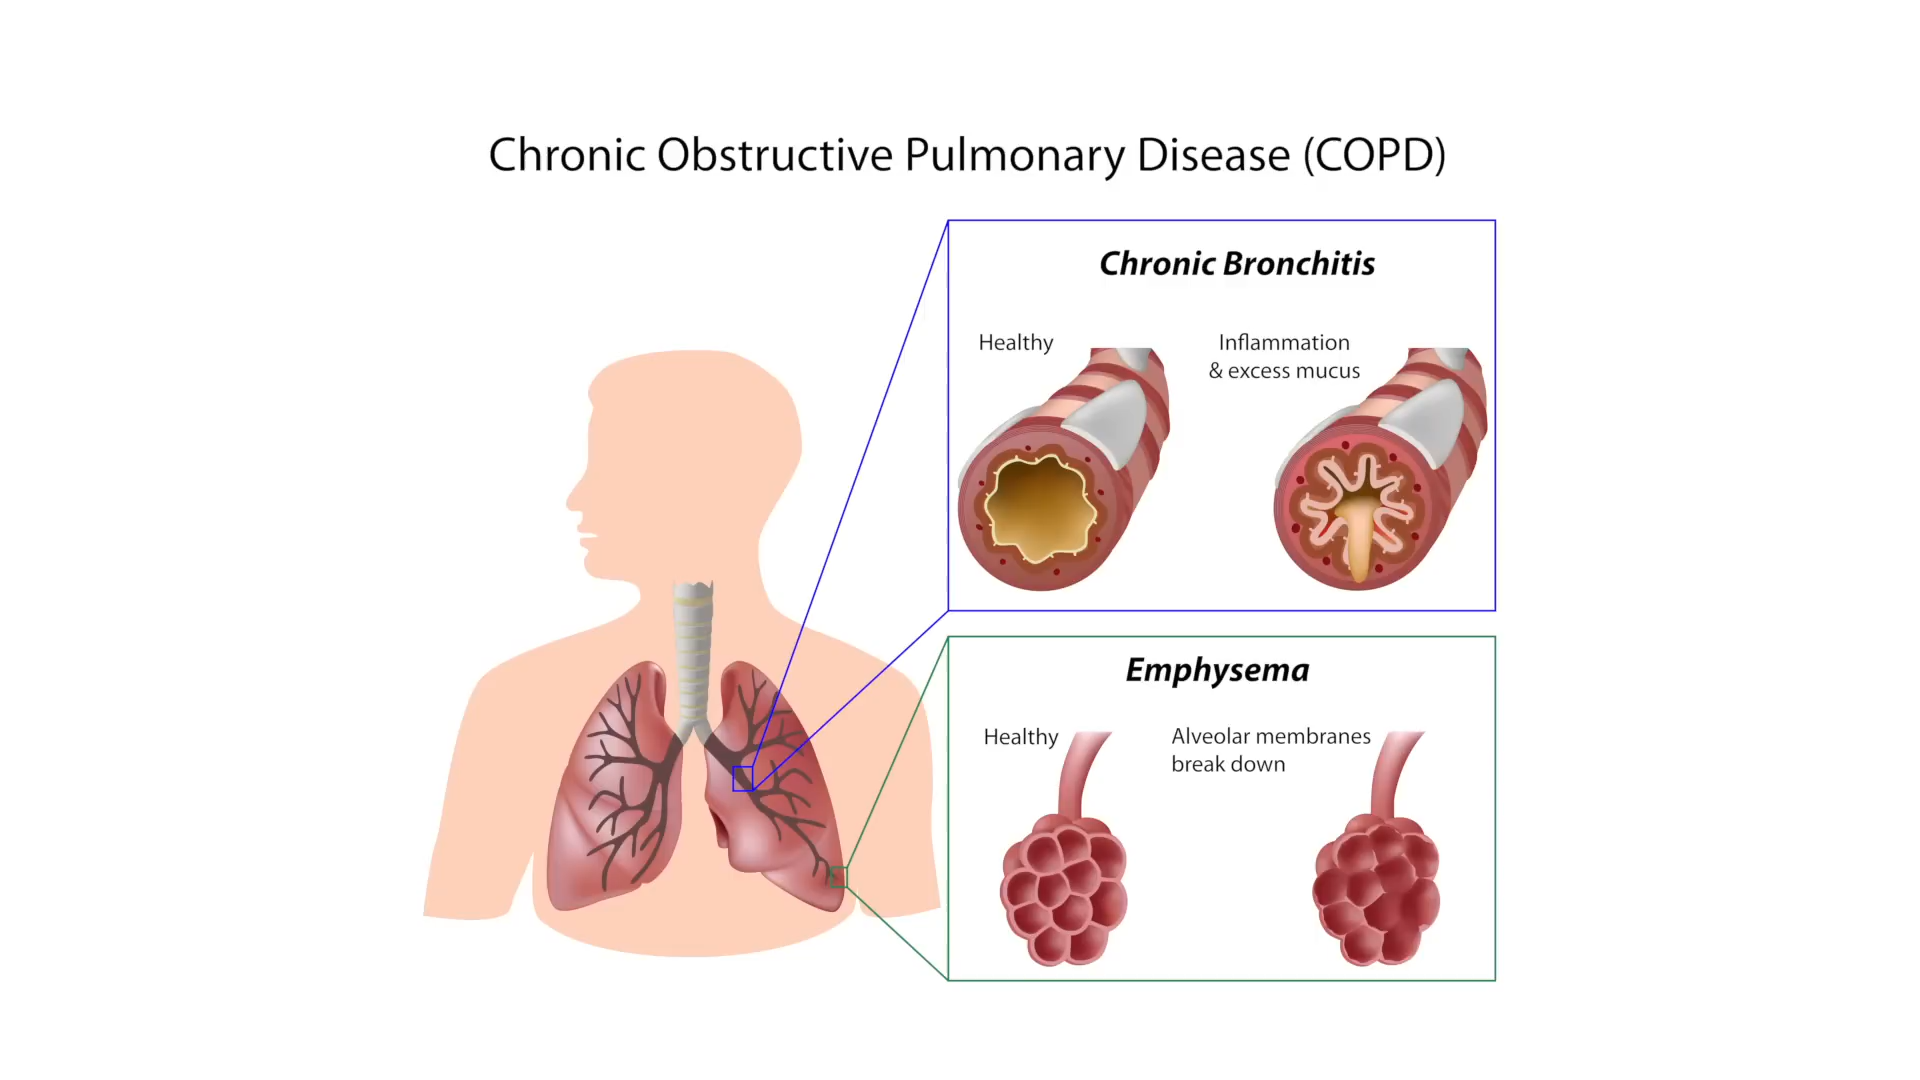 Chronic Obstructive Pulmonary Disease (COPD)
Chronic Bronchitis
Healthy
Inflammation
& excess mucus
Emphysema
Healthy
Alveolar membranes
break down